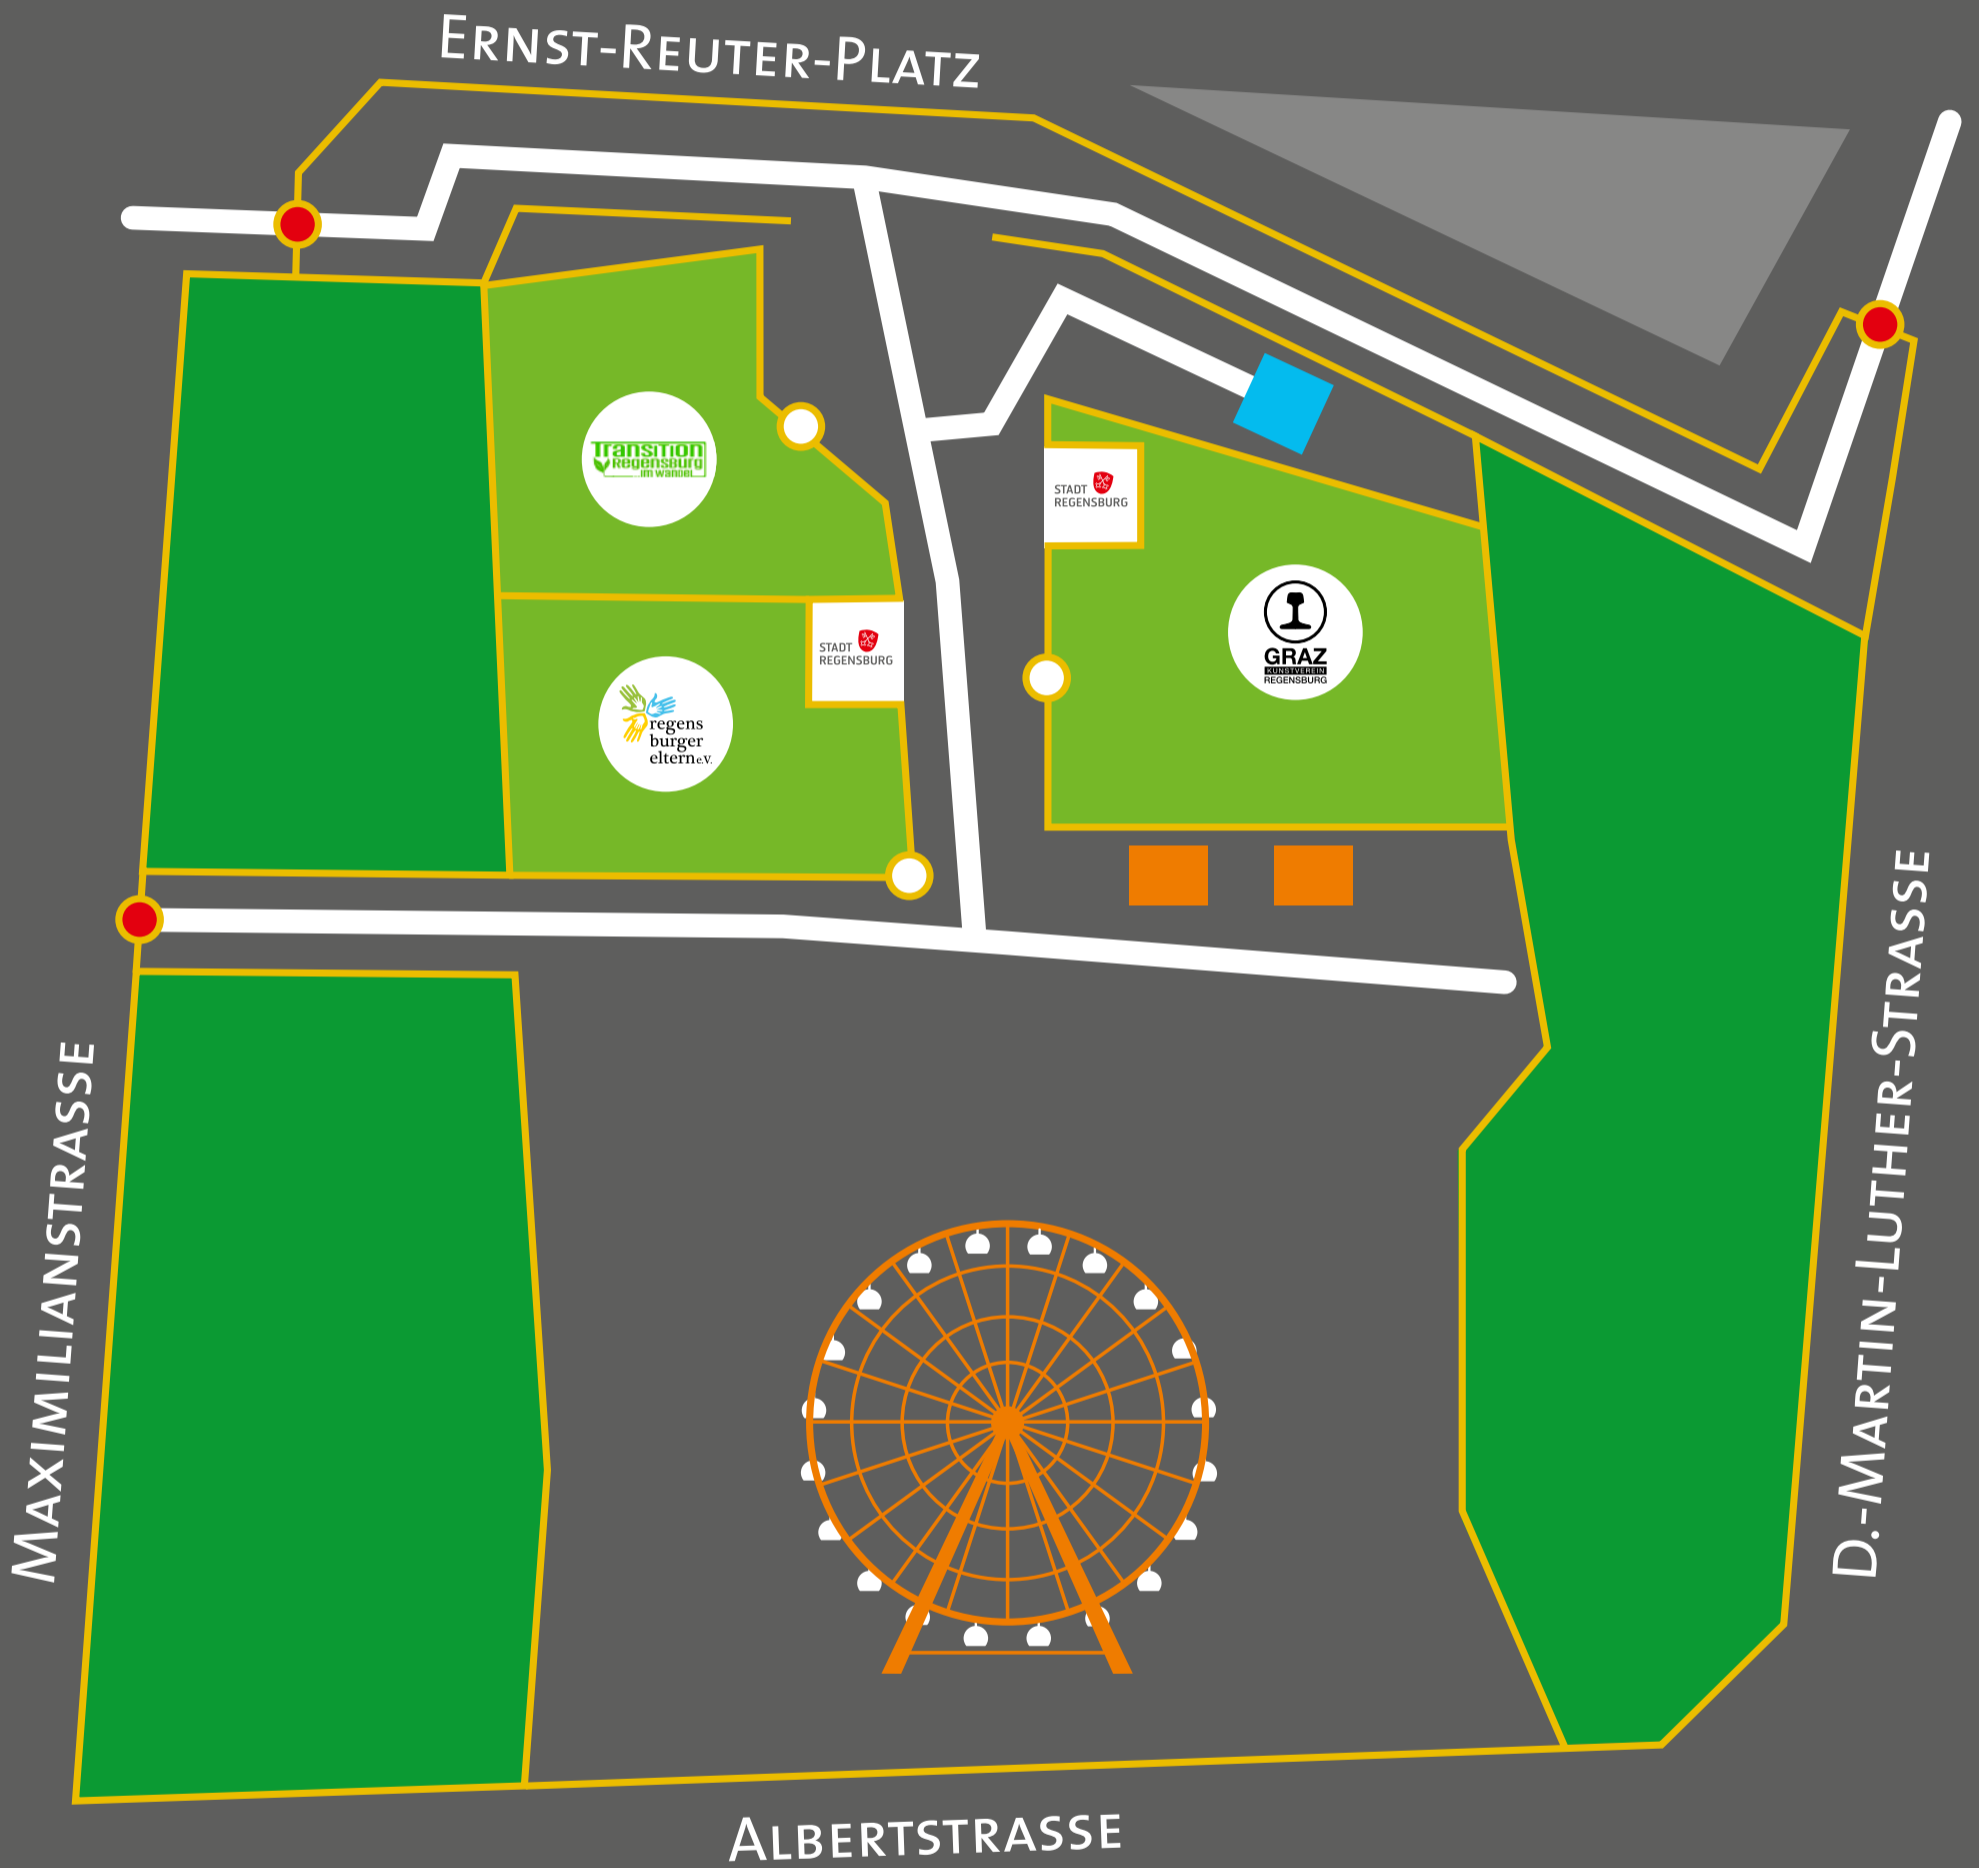 ERNST-REUTER-PLATZ
Transition
Regensburg
im Wandel
STADT
REGENSBURG
STADT
REGENSBURG
GRAZ
KUNSTVEREIN
REGENSBURG
regens
burger
eltern e.V.
MAXIMILIANSTRASSE
D.-MARTIN-LUTHER-STRASSE
ALBERTSTRASSE